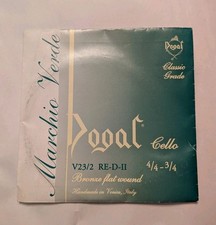 Marchio Verde
Dogal
Classic
Grade
Dogal
Cello
V23/2 RE-D-II
4/4-3/4
Bronze flat wound
Handmade in Venice, Italy